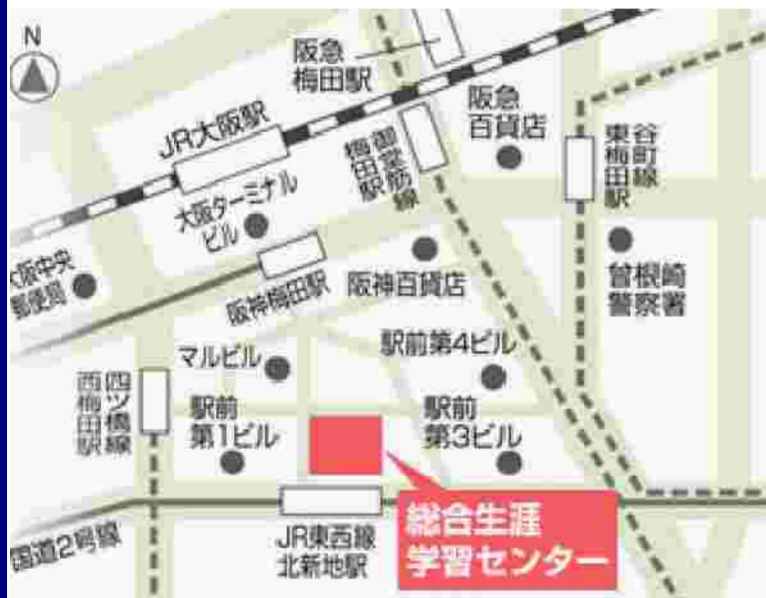 N
阪急
梅田駅
JR大阪駅
阪急
百貨店
御堂筋線
梅田駅
谷町線
東梅田駅
大阪ターミナル
ビル
大阪中央
郵便局
阪神梅田駅
阪神百貨店
曽根崎
警察署
マルビル
駅前第4ビル
四ツ橋線
西梅田駅
駅前
第1ビル
駅前
第3ビル
総合生涯
学習センター
JR東西線
北新地駅
国道2号線